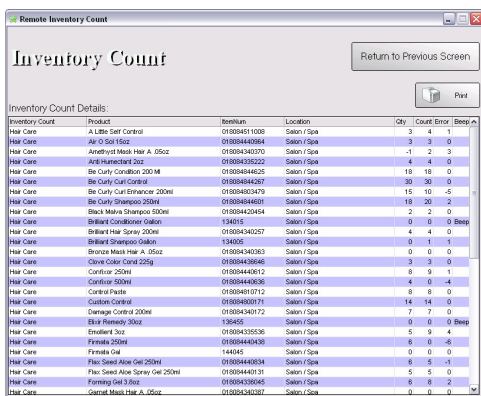 Remote Inventory Count
Inventory Count
Return to Previous Screen
Print
Inventory Count Details:
Inventory Count Product ItemNum Location Qty Count Error Beep
Hair Care A Little Self Control 018084511008 Salon / Spa 3 4 1
Hair Care Air O Sol 15oz 018084440964 Salon / Spa 3 3 0
Hair Care Amethyst Mask Hair A .05oz 018084340370 Salon / Spa -1 2 3
Hair Care Anti Humectant 2oz 018084335222 Salon / Spa 4 4 0
Hair Care Be Curly Condition 200 Ml 018084844625 Salon / Spa 18 18 0
Hair Care Be Curly Curl Control 018084844267 Salon / Spa 30 30 0
Hair Care Be Curly Curl Enhancer 200ml 018084803479 Salon / Spa 15 10 -5
Hair Care Be Curly Shampoo 250ml 018084844601 Salon / Spa 18 20 2
Hair Care Black Malva Shampoo 500ml 018084420454 Salon / Spa 2 2 0
Hair Care Brilliant Conditioner Gallon 134015 Salon / Spa 0 0 0 Beep
Hair Care Brilliant Hair Spray 200ml 018084340257 Salon / Spa 4 4 0
Hair Care Brilliant Shampoo Gallon 134005 Salon / Spa 0 1 1
Hair Care Bronze Mask Hair A .05oz 018084340363 Salon / Spa 0 0 0
Hair Care Clove Color Cond 225g 018084436646 Salon / Spa 3 3 0
Hair Care Confixor 250ml 018084440612 Salon / Spa 8 9 1
Hair Care Confixor 500ml 018084440636 Salon / Spa 4 0 -4
Hair Care Control Paste 018084810712 Salon / Spa 8 8 0
Hair Care Custom Control 018084800171 Salon / Spa 14 14 0
Hair Care Damage Control 200ml 018084340172 Salon / Spa 7 7 0
Hair Care Elixir Remedy 30oz 136455 Salon / Spa 0 0 0 Beep
Hair Care Emollient 3oz 018084335536 Salon / Spa 5 9 4
Hair Care Firmata 250ml 018084440438 Salon / Spa 6 0 -6
Hair Care Firmata Gal 144045 Salon / Spa 0 0 0
Hair Care Flax Seed Aloe Gel 250ml 018084440834 Salon / Spa 6 5 -1
Hair Care Flax Seed Aloe Spray Gel 250ml 018084440131 Salon / Spa 5 5 0
Hair Care Forming Gel 3.8oz 018084336045 Salon / Spa 6 8 2
Hair Care Garnet Mask Hair A .05oz 018084340387 Salon / Spa 0 0 0